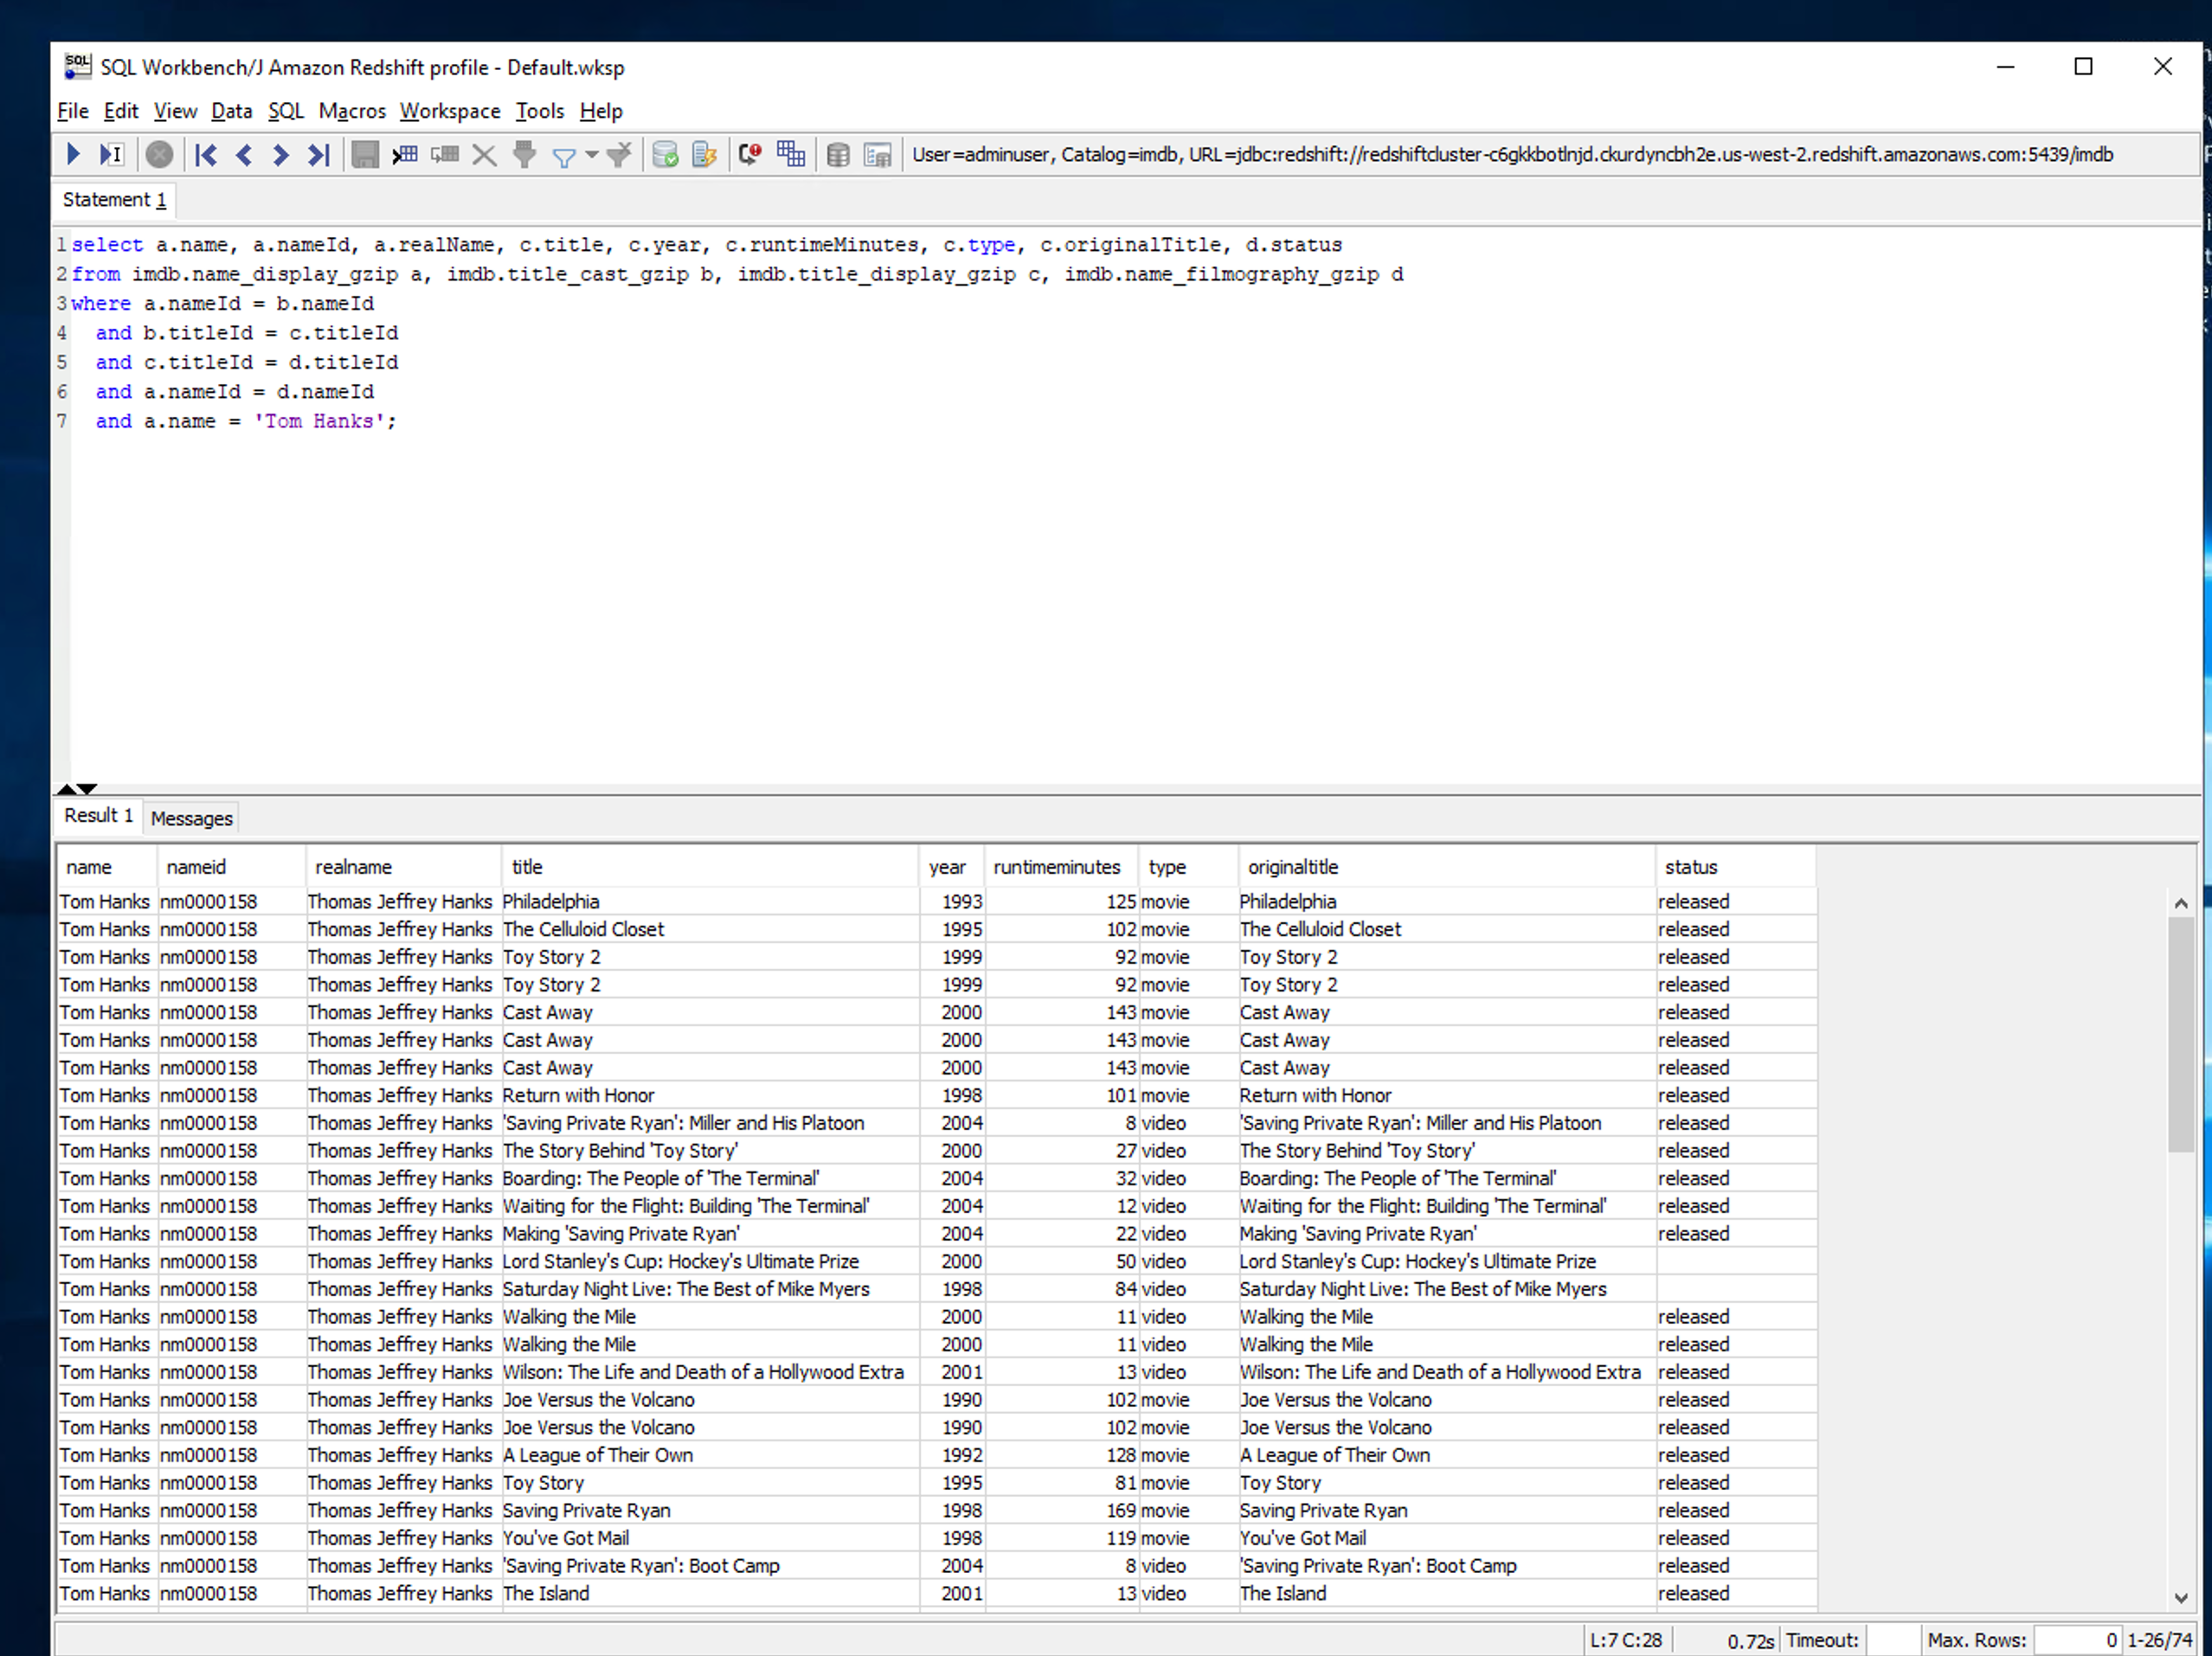 SQL Workbench/J Amazon Redshift profile - Default.wksp
File Edit View Data SQL Macros Workspace Tools Help
User=adminuser, Catalog=imdb, URL=jdbc:redshift://redshiftcluster-c6gkkbotlnjd.ckurdyncbh2e.us-west-2.redshift.amazonaws.com:5439/imdb
Statement 1
1 select a.name, a.nameId, a.realName, c.title, c.year, c.runtimeMinutes, c.type, c.originalTitle, d.status
2 from imdb.name_display_gzip a, imdb.title_cast_gzip b, imdb.title_display_gzip c, imdb.name_filmography_gzip d
3 where a.nameId = b.nameId
4 and b.titleId = c.titleId
5 and c.titleId = d.titleId
6 and a.nameId = d.nameId
7 and a.name = 'Tom Hanks';
Result 1 Messages
name nameid realname title year runtimeminutes type originaltitle status
Tom Hanks nm0000158 Thomas Jeffrey Hanks Philadelphia 1993 125 movie Philadelphia released
Tom Hanks nm0000158 Thomas Jeffrey Hanks The Celluloid Closet 1995 102 movie The Celluloid Closet released
Tom Hanks nm0000158 Thomas Jeffrey Hanks Toy Story 2 1999 92 movie Toy Story 2 released
Tom Hanks nm0000158 Thomas Jeffrey Hanks Toy Story 2 1999 92 movie Toy Story 2 released
Tom Hanks nm0000158 Thomas Jeffrey Hanks Cast Away 2000 143 movie Cast Away released
Tom Hanks nm0000158 Thomas Jeffrey Hanks Cast Away 2000 143 movie Cast Away released
Tom Hanks nm0000158 Thomas Jeffrey Hanks Cast Away 2000 143 movie Cast Away released
Tom Hanks nm0000158 Thomas Jeffrey Hanks Return with Honor 1998 101 movie Return with Honor released
Tom Hanks nm0000158 Thomas Jeffrey Hanks 'Saving Private Ryan': Miller and His Platoon 2004 8 video 'Saving Private Ryan': Miller and His Platoon released
Tom Hanks nm0000158 Thomas Jeffrey Hanks The Story Behind 'Toy Story' 2000 27 video The Story Behind 'Toy Story' released
Tom Hanks nm0000158 Thomas Jeffrey Hanks Boarding: The People of 'The Terminal' 2004 32 video Boarding: The People of 'The Terminal' released
Tom Hanks nm0000158 Thomas Jeffrey Hanks Waiting for the Flight: Building 'The Terminal' 2004 12 video Waiting for the Flight: Building 'The Terminal' released
Tom Hanks nm0000158 Thomas Jeffrey Hanks Making 'Saving Private Ryan' 2004 22 video Making 'Saving Private Ryan' released
Tom Hanks nm0000158 Thomas Jeffrey Hanks Lord Stanley's Cup: Hockey's Ultimate Prize 2000 50 video Lord Stanley's Cup: Hockey's Ultimate Prize
Tom Hanks nm0000158 Thomas Jeffrey Hanks Saturday Night Live: The Best of Mike Myers 1998 84 video Saturday Night Live: The Best of Mike Myers
Tom Hanks nm0000158 Thomas Jeffrey Hanks Walking the Mile 2000 11 video Walking the Mile released
Tom Hanks nm0000158 Thomas Jeffrey Hanks Walking the Mile 2000 11 video Walking the Mile released
Tom Hanks nm0000158 Thomas Jeffrey Hanks Wilson: The Life and Death of a Hollywood Extra 2001 13 video Wilson: The Life and Death of a Hollywood Extra released
Tom Hanks nm0000158 Thomas Jeffrey Hanks Joe Versus the Volcano 1990 102 movie Joe Versus the Volcano released
Tom Hanks nm0000158 Thomas Jeffrey Hanks Joe Versus the Volcano 1990 102 movie Joe Versus the Volcano released
Tom Hanks nm0000158 Thomas Jeffrey Hanks A League of Their Own 1992 128 movie A League of Their Own released
Tom Hanks nm0000158 Thomas Jeffrey Hanks Toy Story 1995 81 movie Toy Story released
Tom Hanks nm0000158 Thomas Jeffrey Hanks Saving Private Ryan 1998 169 movie Saving Private Ryan released
Tom Hanks nm0000158 Thomas Jeffrey Hanks You've Got Mail 1998 119 movie You've Got Mail released
Tom Hanks nm0000158 Thomas Jeffrey Hanks 'Saving Private Ryan': Boot Camp 2004 8 video 'Saving Private Ryan': Boot Camp released
Tom Hanks nm0000158 Thomas Jeffrey Hanks The Island 2001 13 video The Island released
L:7 C:28 0.72s Timeout: Max. Rows: 0 1-26/74